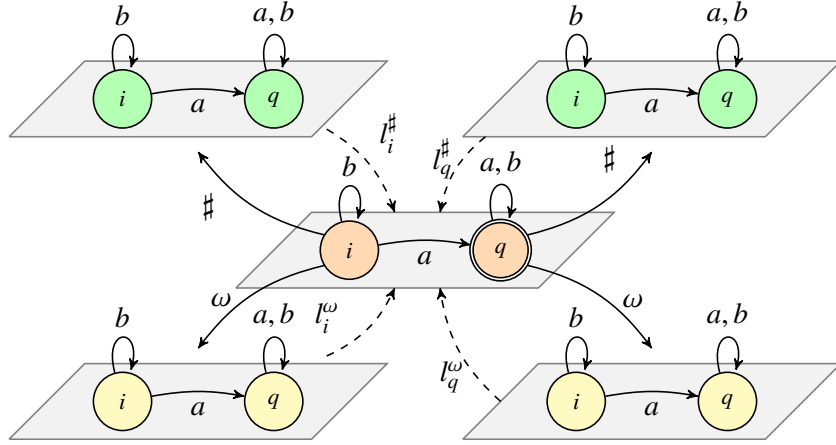 b a, b b a, b
i a q i a q
l_i^♯ l_q^♯
b a, b
♯ ♯
i a q
ω ω
b a, b l_i^ω b a, b
l_q^ω
i a q i a q